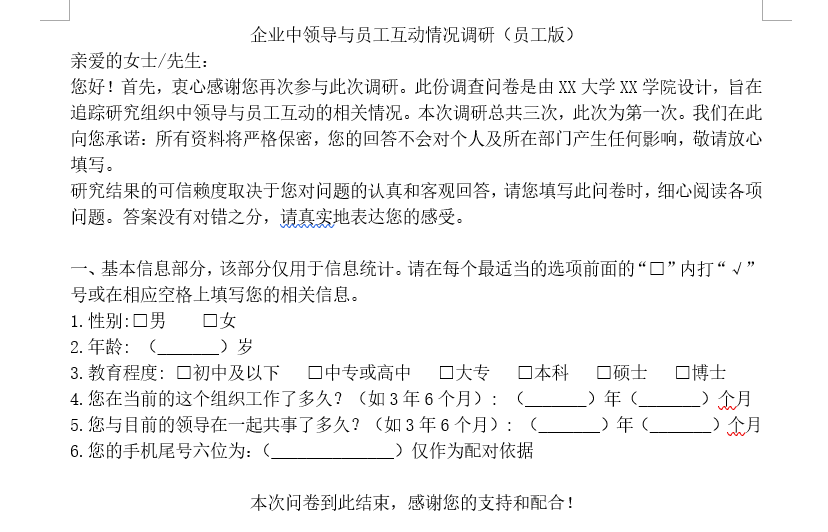 企业中领导与员工互动情况调研（员工版）
亲爱的女士/先生：
您好！首先，衷心感谢您再次参与此次调研。此份调查问卷是由 XX 大学 XX 学院设计，旨在
追踪研究组织中领导与员工互动的相关情况。本次调研总共三次，此次为第一次。我们在此
向您承诺：所有资料将严格保密，您的回答不会对个人及所在部门产生任何影响，敬请放心
填写。
研究结果的可信赖度取决于您对问题的认真和客观回答，请您填写此问卷时，细心阅读各项
问题。答案没有对错之分，请真实地表达您的感受。
一、基本信息部分，该部分仅用于信息统计。请在每个最适当的选项前面的“□”内打“√”
号或在相应空格上填写您的相关信息。
1.性别:□男 □女
2.年龄: （_______）岁
3.教育程度: □初中及以下 □中专或高中 □大专 □本科 □硕士 □博士
4.您在当前的这个组织工作了多久？（如 3 年 6 个月）: （_______）年（_______）个月
5.您与目前的领导在一起共事了多久？（如 3 年 6 个月）: （_______）年（_______）个月
6.您的手机尾号六位为:（______________）仅作为配对依据
本次问卷到此结束，感谢您的支持和配合！